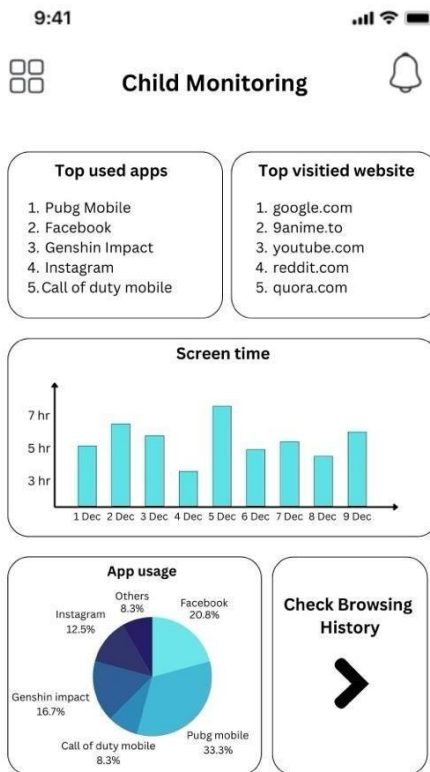 9:41
Child Monitoring
Top used apps
1. Pubg Mobile
2. Facebook
3. Genshin Impact
4. Instagram
5. Call of duty mobile
Top visitied website
1. google.com
2. 9anime.to
3. youtube.com
4. reddit.com
5. quora.com
Screen time
7 hr
5 hr
3 hr
1 Dec 2 Dec 3 Dec 4 Dec 5 Dec 6 Dec 7 Dec 8 Dec 9 Dec
App usage
Others
8.3%
Facebook
20.8%
Instagram
12.5%
Genshin impact
16.7%
Call of duty mobile
8.3%
Pubg mobile
33.3%
Check Browsing
History